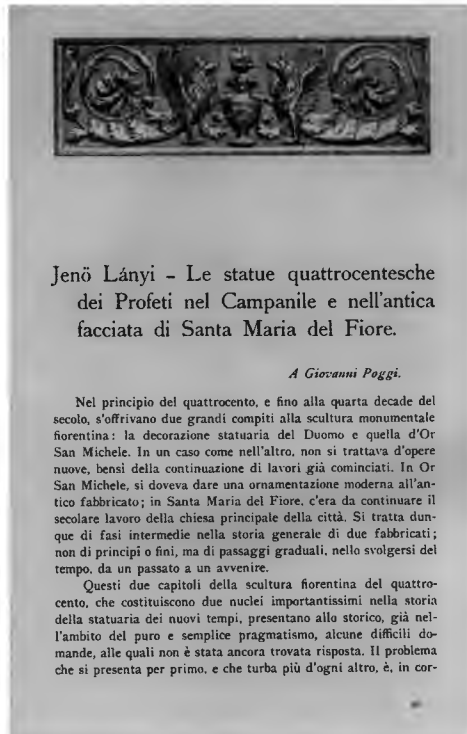 Jenö Lányi – Le statue quattrocentesche
dei Profeti nel Campanile e nell'antica
facciata di Santa Maria del Fiore.
A Giovanni Poggi.
Nel principio del quattrocento, e fino alla quarta decade del
secolo, s'offrivano due grandi compiti alla scultura monumentale
fiorentina: la decorazione statuaria del Duomo e quella d'Or
San Michele. In un caso come nell'altro, non si trattava d'opere
nuove, bensi della continuazione di lavori già cominciati. In Or
San Michele, si doveva dare una ornamentazione moderna all'an-
tico fabbricato; in Santa Maria del Fiore, c'era da continuare il
secolare lavoro della chiesa principale della città. Si tratta dun-
que di fasi intermedie nella storia generale di due fabbricati;
non di principi o fini, ma di passaggi graduali, nello svolgersi del
tempo, da un passato a un avvenire.
Questi due capitoli della scultura fiorentina del quattro-
cento, che costituiscono due nuclei importantissimi nella storia
della statuaria dei nuovi tempi, presentano allo storico, già nel-
l'ambito del puro e semplice pragmatismo, alcune difficili do-
mande, alle quali non è stata ancora trovata risposta. Il problema
che si presenta per primo, e che turba più d'ogni altro, è, in cor-